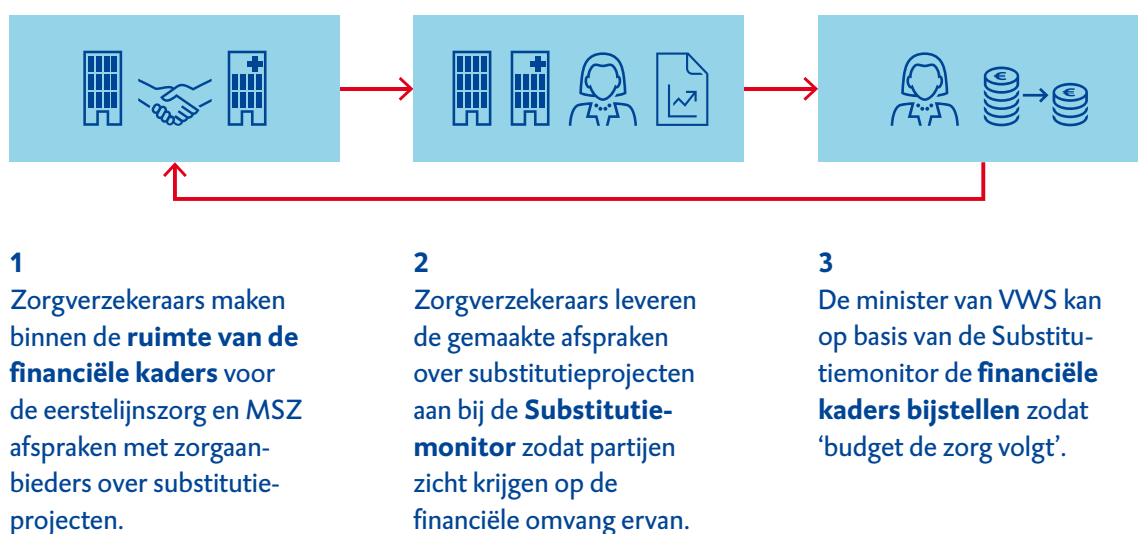 1
Zorgverzekeraars maken
binnen de ruimte van de
financiële kaders voor
de eerstelijnszorg en MSZ
afspraken met zorgaan-
bieders over substitutie-
projecten.
2
Zorgverzekeraars leveren
de gemaakte afspraken
over substitutieprojecten
aan bij de Substitutie-
monitor zodat partijen
zicht krijgen op de
financiële omvang ervan.
3
De minister van VWS kan
op basis van de Substitu-
tiemonitor de financiële
kaders bijstellen zodat
‘budget de zorg volgt’.